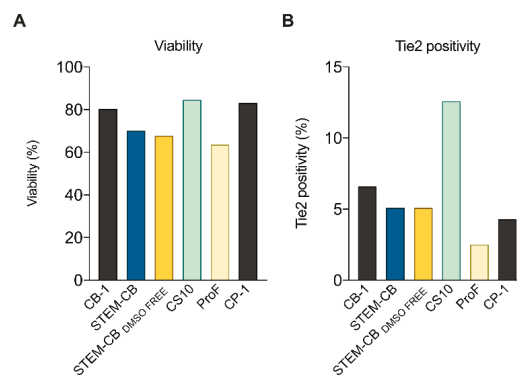 A
Viability
Viability (%)
100
80
60
40
20
0
CB-1
STEM-CB
STEM-CB DMSO FREE
CS10
ProF
CP-1
B
Tie2 positivity
Tie2 positivity (%)
15
10
5
0
CB-1
STEM-CB
STEM-CB DMSO FREE
CS10
ProF
CP-1